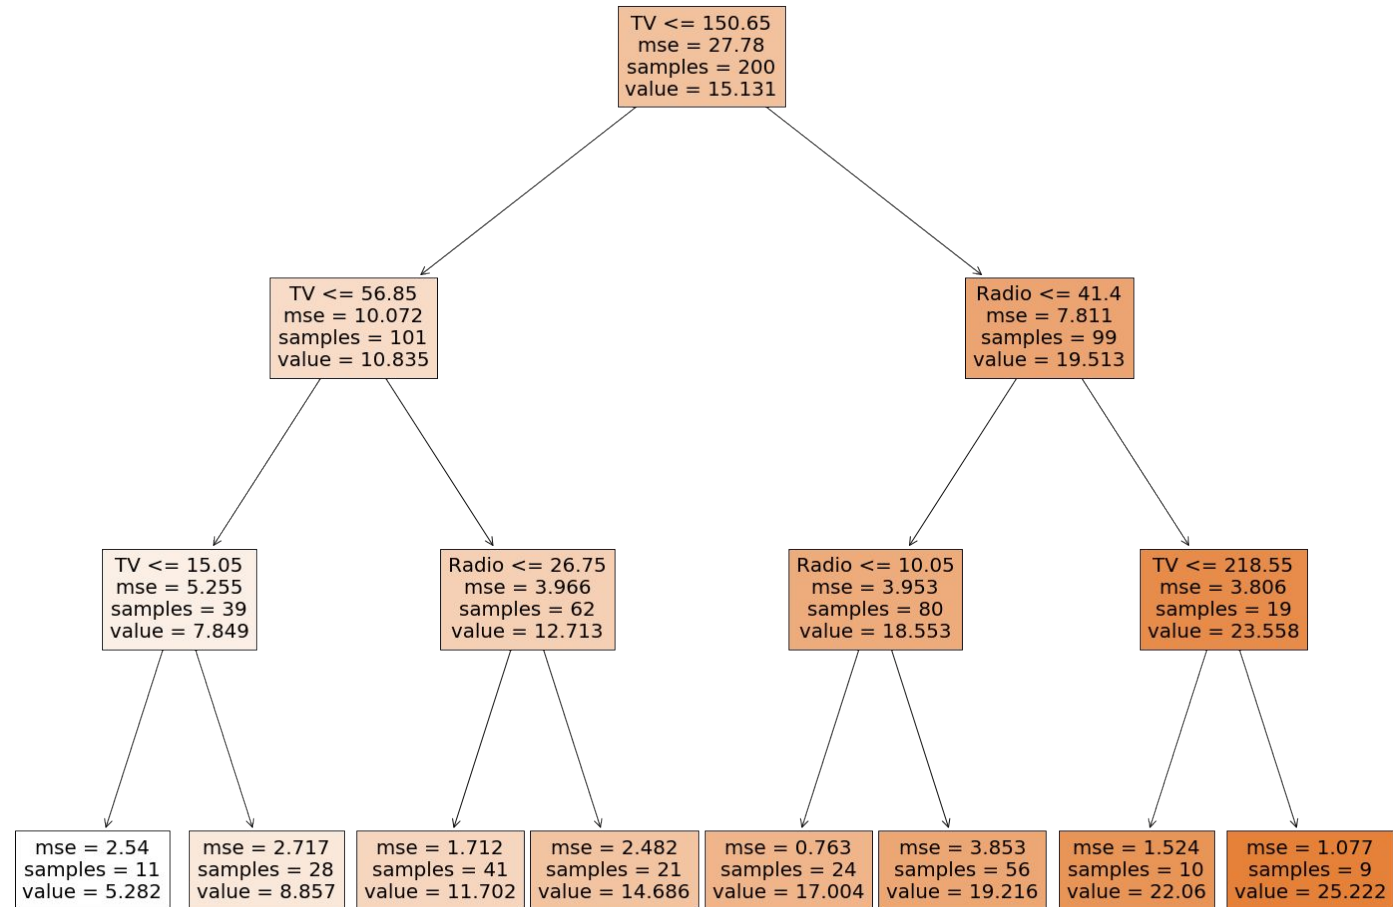 TV <= 150.65
mse = 27.78
samples = 200
value = 15.131
TV <= 56.85
mse = 10.072
samples = 101
value = 10.835
Radio <= 41.4
mse = 7.811
samples = 99
value = 19.513
TV <= 15.05
mse = 5.255
samples = 39
value = 7.849
Radio <= 26.75
mse = 3.966
samples = 62
value = 12.713
Radio <= 10.05
mse = 3.953
samples = 80
value = 18.553
TV <= 218.55
mse = 3.806
samples = 19
value = 23.558
mse = 2.54
samples = 11
value = 5.282
mse = 2.717
samples = 28
value = 8.857
mse = 1.712
samples = 41
value = 11.702
mse = 2.482
samples = 21
value = 14.686
mse = 0.763
samples = 24
value = 17.004
mse = 3.853
samples = 56
value = 19.216
mse = 1.524
samples = 10
value = 22.06
mse = 1.077
samples = 9
value = 25.222